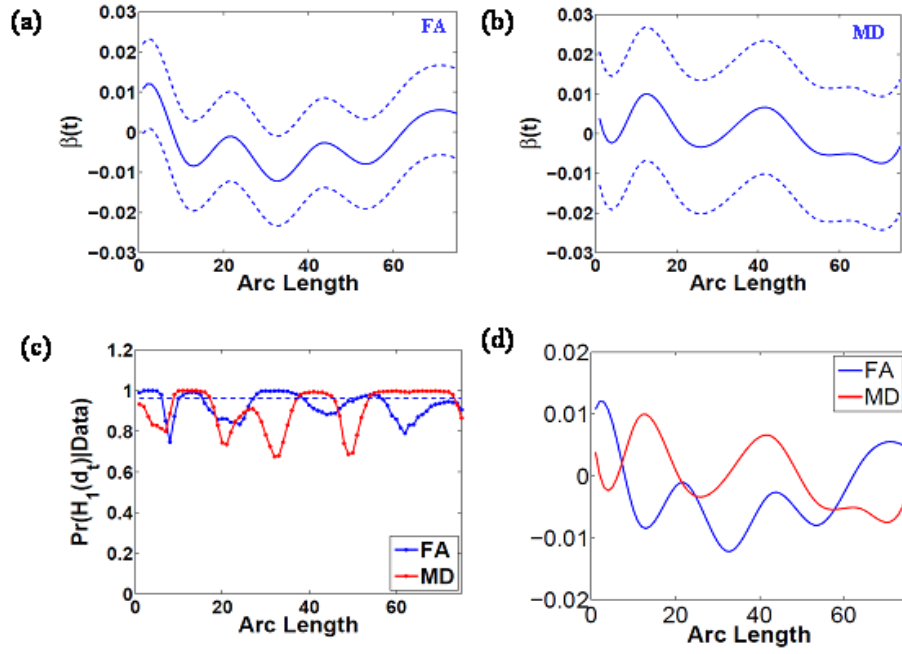 (a)
FA
β(t)
0.03
0.02
0.01
0
−0.01
−0.02
−0.03
0 20 40 60
Arc Length
(b)
MD
β(t)
0.03
0.02
0.01
0
−0.01
−0.02
−0.03
0 20 40 60
Arc Length
(c)
Pr(H1(dt)|Data)
1.2
1
0.8
0.6
0.4
0.2
0
FA
MD
0 20 40 60
Arc Length
(d)
0.02
0.01
0
−0.01
−0.02
FA
MD
0 20 40 60
Arc Length